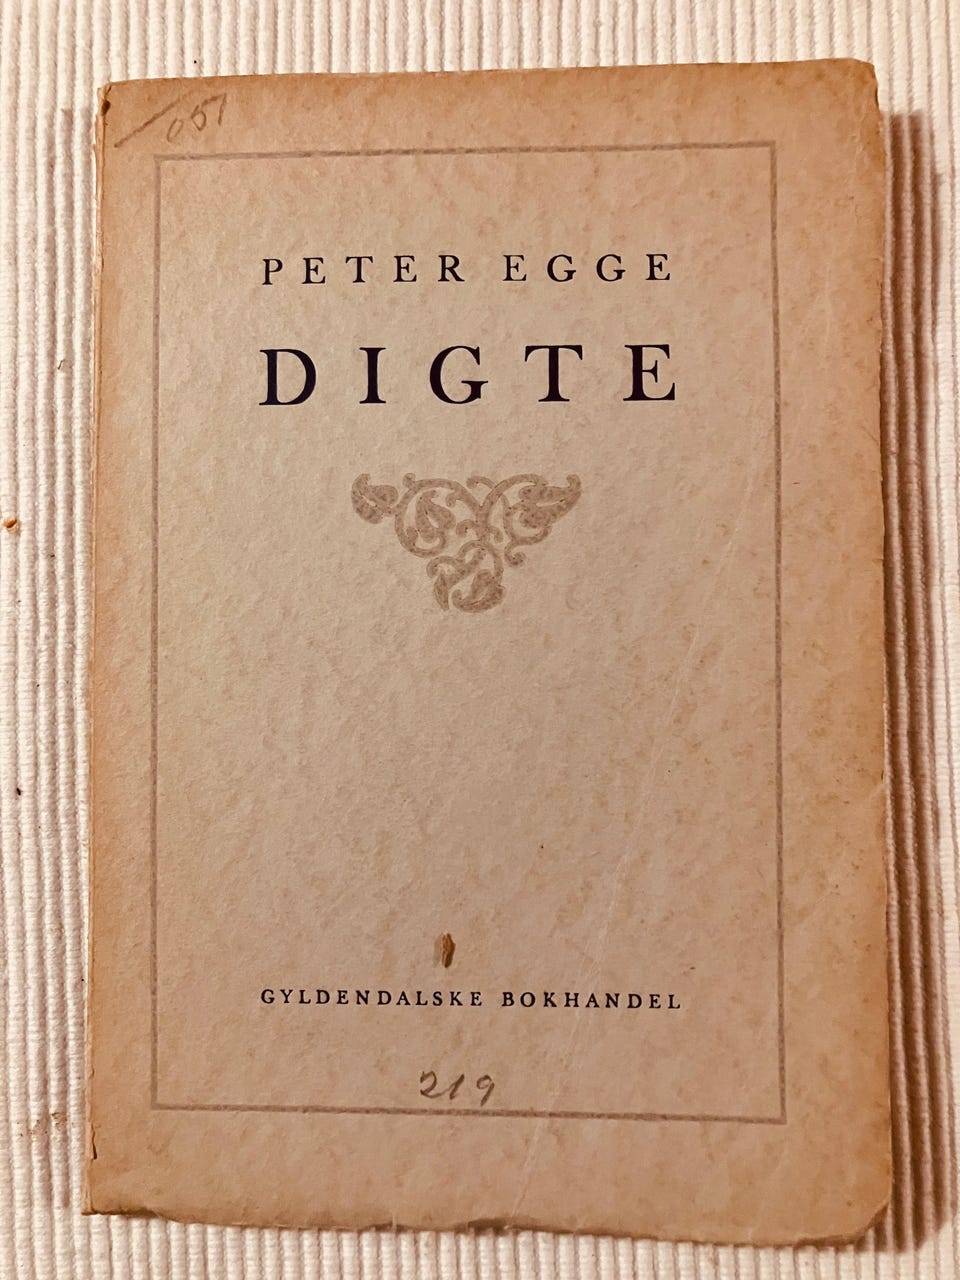 /051
PETER EGGE
DIGTE
GYLDENDALSKE BOKHANDEL
219